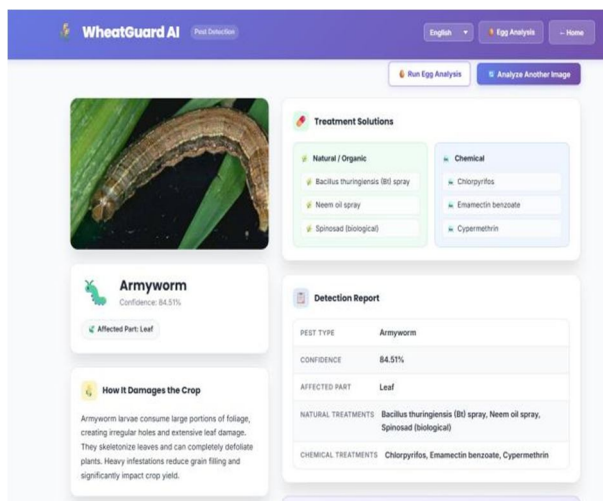 WheatGuard AI
Pest Detection
English
Egg Analysis
← Home
Run Egg Analysis
Analyze Another Image
Armyworm
Confidence: 84.51%
Affected Part: Leaf
How It Damages the Crop
Armyworm larvae consume large portions of foliage,
creating irregular holes and extensive leaf damage.
They skeletonize leaves and can completely defoliate
plants. Heavy infestations reduce grain filling and
significantly impact crop yield.
Treatment Solutions
Natural / Organic
Bacillus thuringiensis (Bt) spray
Neem oil spray
Spinosad (biological)
Chemical
Chlorpyrifos
Emamectin benzoate
Cypermethrin
Detection Report
PEST TYPE Armyworm
CONFIDENCE 84.51%
AFFECTED PART Leaf
NATURAL TREATMENTS Bacillus thuringiensis (Bt) spray, Neem oil spray,
Spinosad (biological)
CHEMICAL TREATMENTS Chlorpyrifos, Emamectin benzoate, Cypermethrin